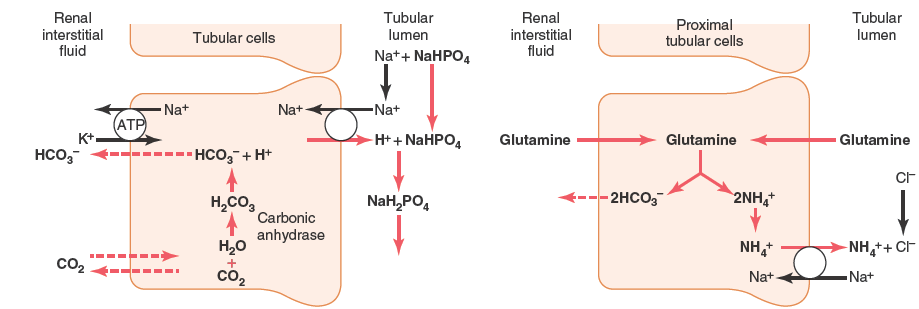 Renal
interstitial
fluid
Tubular cells
Tubular
lumen
Na⁺ + NaHPO₄
Na⁺
Na⁺
Na⁺
ATP
K⁺
H⁺ + NaHPO₄
HCO₃⁻
HCO₃⁻ + H⁺
H₂CO₃
NaH₂PO₄
Carbonic
anhydrase
H₂O
+
CO₂
CO₂
Renal
interstitial
fluid
Proximal
tubular cells
Tubular
lumen
Glutamine
Glutamine
Glutamine
Cl⁻
2HCO₃⁻
2NH₄⁺
NH₄⁺
NH₄⁺ + Cl⁻
Na⁺
Na⁺